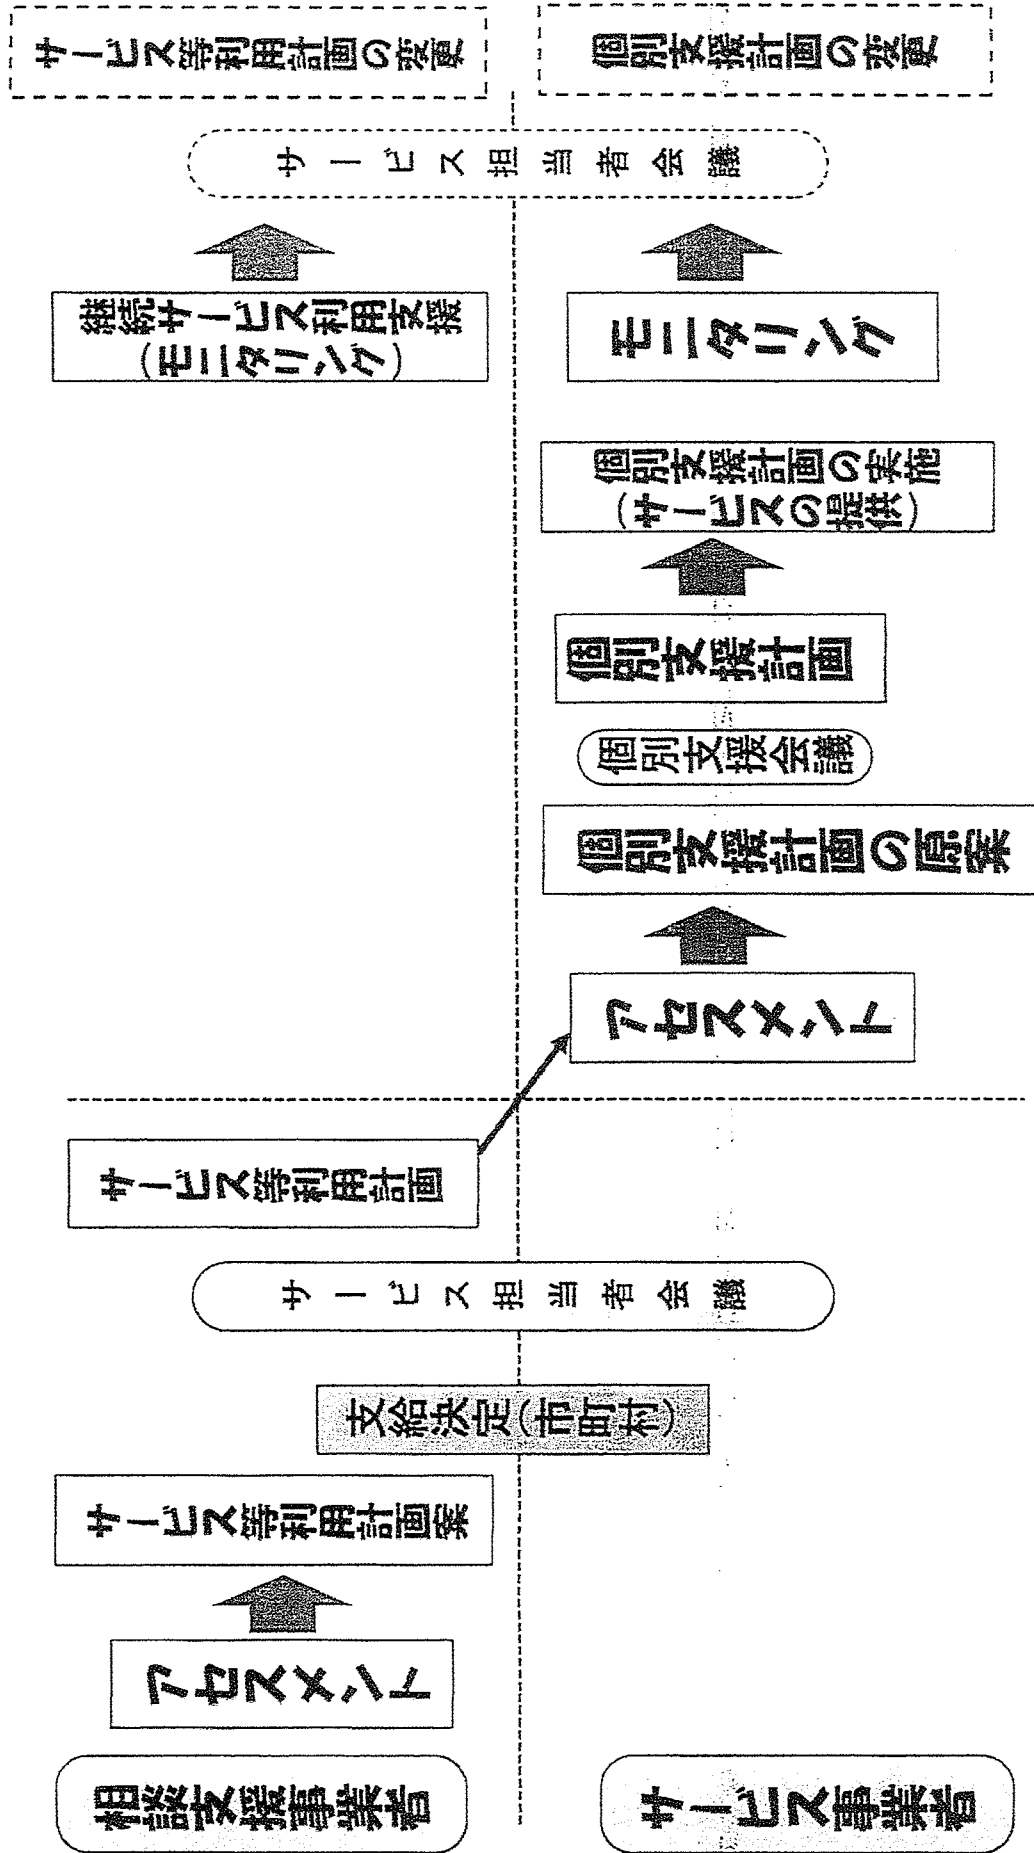 相談支援事業者
サービス事業者
アセスメント
サービス等利用計画案
支給決定(市町村)
サービス担当者会議
サービス等利用計画
アセスメント
個別支援計画の原案
個別支援会議
個別支援計画
個別支援計画の実施
(サービスの提供)
継続サービス利用支援
(モニタリング)
モニタリング
サービス担当者会議
サービス等利用計画の変更
個別支援計画の変更